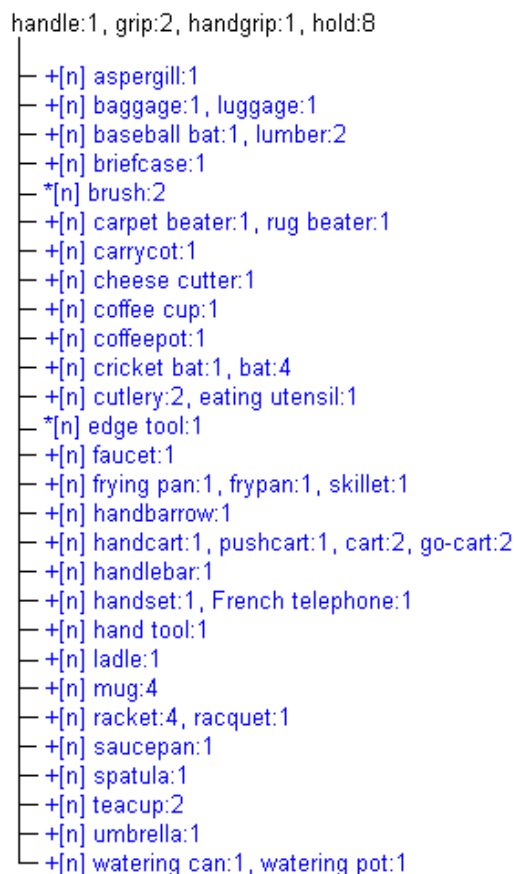 handle:1, grip:2, handgrip:1, hold:8
+[n] aspergill:1
+[n] baggage:1, luggage:1
+[n] baseball bat:1, lumber:2
+[n] briefcase:1
*[n] brush:2
+[n] carpet beater:1, rug beater:1
+[n] carrycot:1
+[n] cheese cutter:1
+[n] coffee cup:1
+[n] coffeepot:1
+[n] cricket bat:1, bat:4
+[n] cutlery:2, eating utensil:1
*[n] edge tool:1
+[n] faucet:1
+[n] frying pan:1, frypan:1, skillet:1
+[n] handbarrow:1
+[n] handcart:1, pushcart:1, cart:2, go-cart:2
+[n] handlebar:1
+[n] handset:1, French telephone:1
+[n] hand tool:1
+[n] ladle:1
+[n] mug:4
+[n] racket:4, racquet:1
+[n] saucepan:1
+[n] spatula:1
+[n] teacup:2
+[n] umbrella:1
+[n] watering can:1, watering pot:1